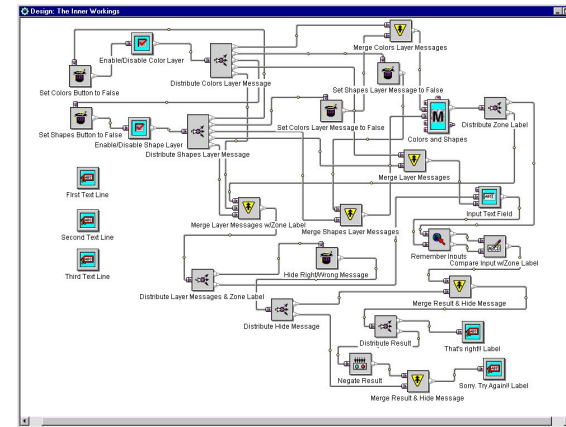 Design: The Inner Workings
Merge Colors Layer Messages
Enable/Disable Color Layer
Distribute Colors Layer Message
Set Shapes Layer Message to False
Set Colors Button to False
M
Set Shapes Button to False
Enable/Disable Shape Layer
Set Colors Layer Message to False
Colors and Shapes
Distribute Zone Label
Distribute Shapes Layer Message
Merge Layer Messages
First Text Line
Input Text Field
Merge Layer Messages w/Zone Label
Merge Shapes Layer Messages
Second Text Line
Remember Inputs
Compare Input w/Zone Label
Third Text Line
Hide Right/Wrong Message
Distribute Layer Messages & Zone Label
Merge Result & Hide Message
Distribute Hide Message
Distribute Result
That's right!! Label
Negate Result
Merge Result & Hide Message
Sorry. Try Again!! Label